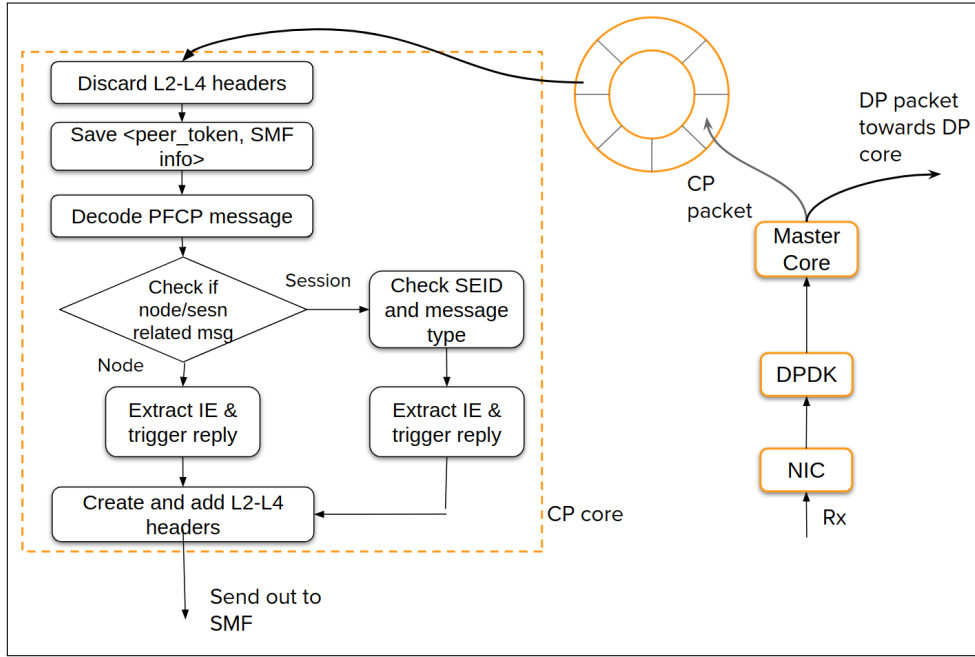 Discard L2-L4 headers
Save <peer_token, SMF
info>
Decode PFCP message
Check if
node/sesn
related msg
Session
Check SEID
and message
type
Node
Extract IE &
trigger reply
Extract IE &
trigger reply
Create and add L2-L4
headers
CP core
Send out to
SMF
CP
packet
DP packet
towards DP
core
Master
Core
DPDK
NIC
Rx